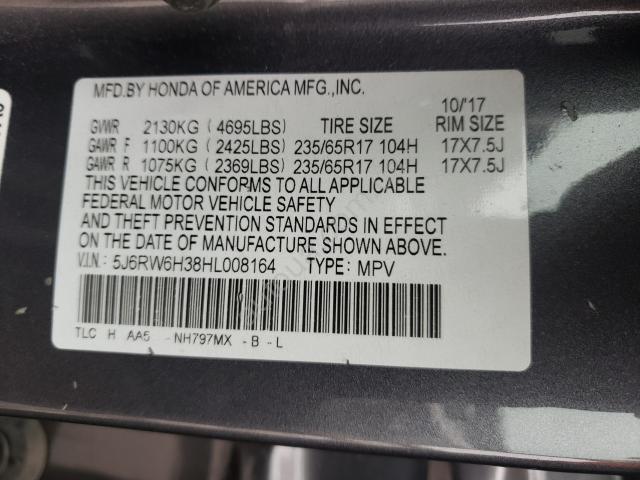 MFD.BY HONDA OF AMERICA MFG.,INC.
10/'17
GVWR 2130KG (4695LBS) TIRE SIZE RIM SIZE
GAWR F 1100KG (2425LBS) 235/65R17 104H 17X7.5J
GAWR R 1075KG (2369LBS) 235/65R17 104H 17X7.5J
THIS VEHICLE CONFORMS TO ALL APPLICABLE
FEDERAL MOTOR VEHICLE SAFETY
AND THEFT PREVENTION STANDARDS IN EFFECT
ON THE DATE OF MANUFACTURE SHOWN ABOVE.
V.I.N.: 5J6RW6H38HL008164 TYPE: MPV
TLC H AA5 -NH797MX -B-L